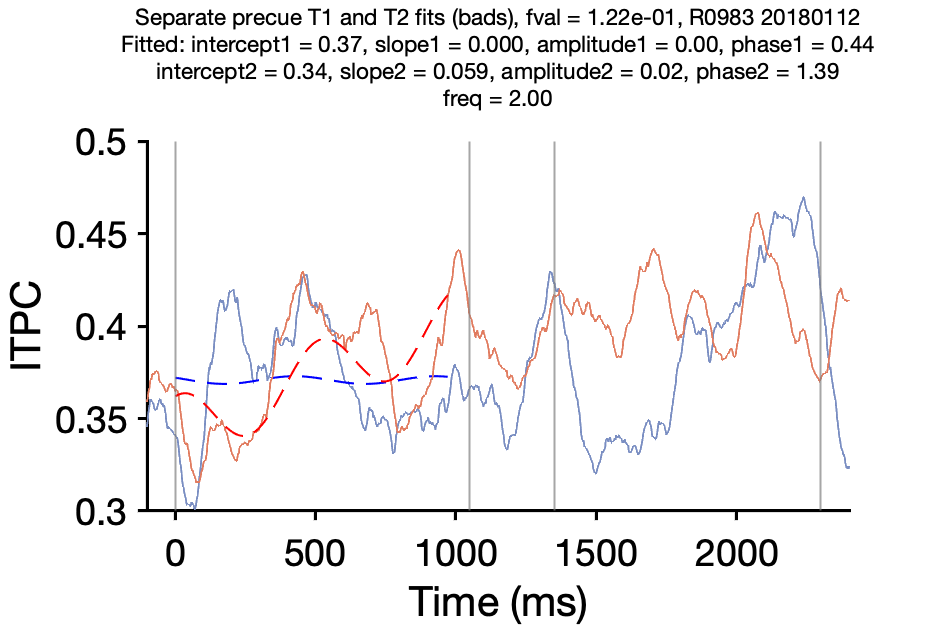 Separate precue T1 and T2 fits (bads), fval = 1.22e-01, R0983 20180112
Fitted: intercept1 = 0.37, slope1 = 0.000, amplitude1 = 0.00, phase1 = 0.44
intercept2 = 0.34, slope2 = 0.059, amplitude2 = 0.02, phase2 = 1.39
freq = 2.00
0.5
0.45
0.4
0.35
0.3
ITPC
0 500 1000 1500 2000
Time (ms)